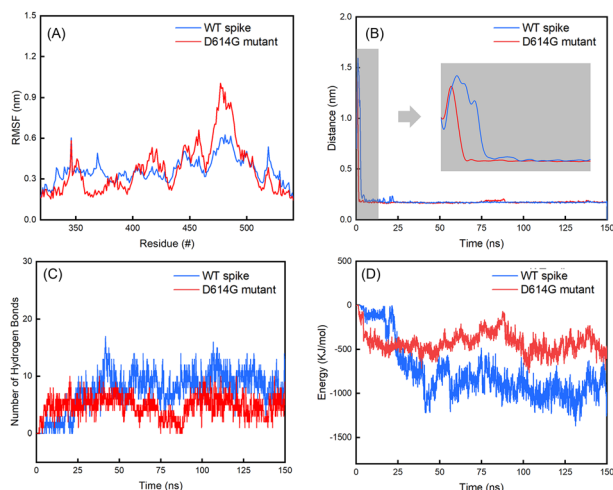 (A)
WT spike
D614G mutant
RMSF (nm)
1.5
1.2
0.9
0.6
0.3
0.0
350
400
450
500
Residue (#)
(B)
WT spike
D614G mutant
Distance (nm)
2.0
1.5
1.0
0.5
0.0
0
25
50
75
100
125
150
Time (ns)
(C)
WT spike
D614G mutant
Number of Hydrogen Bonds
30
20
10
0
0
25
50
75
100
125
150
Time (ns)
(D)
WT spike
D614G mutant
Energy (KJ/mol)
0
-500
-1000
-1500
0
25
50
75
100
125
150
Time (ns)